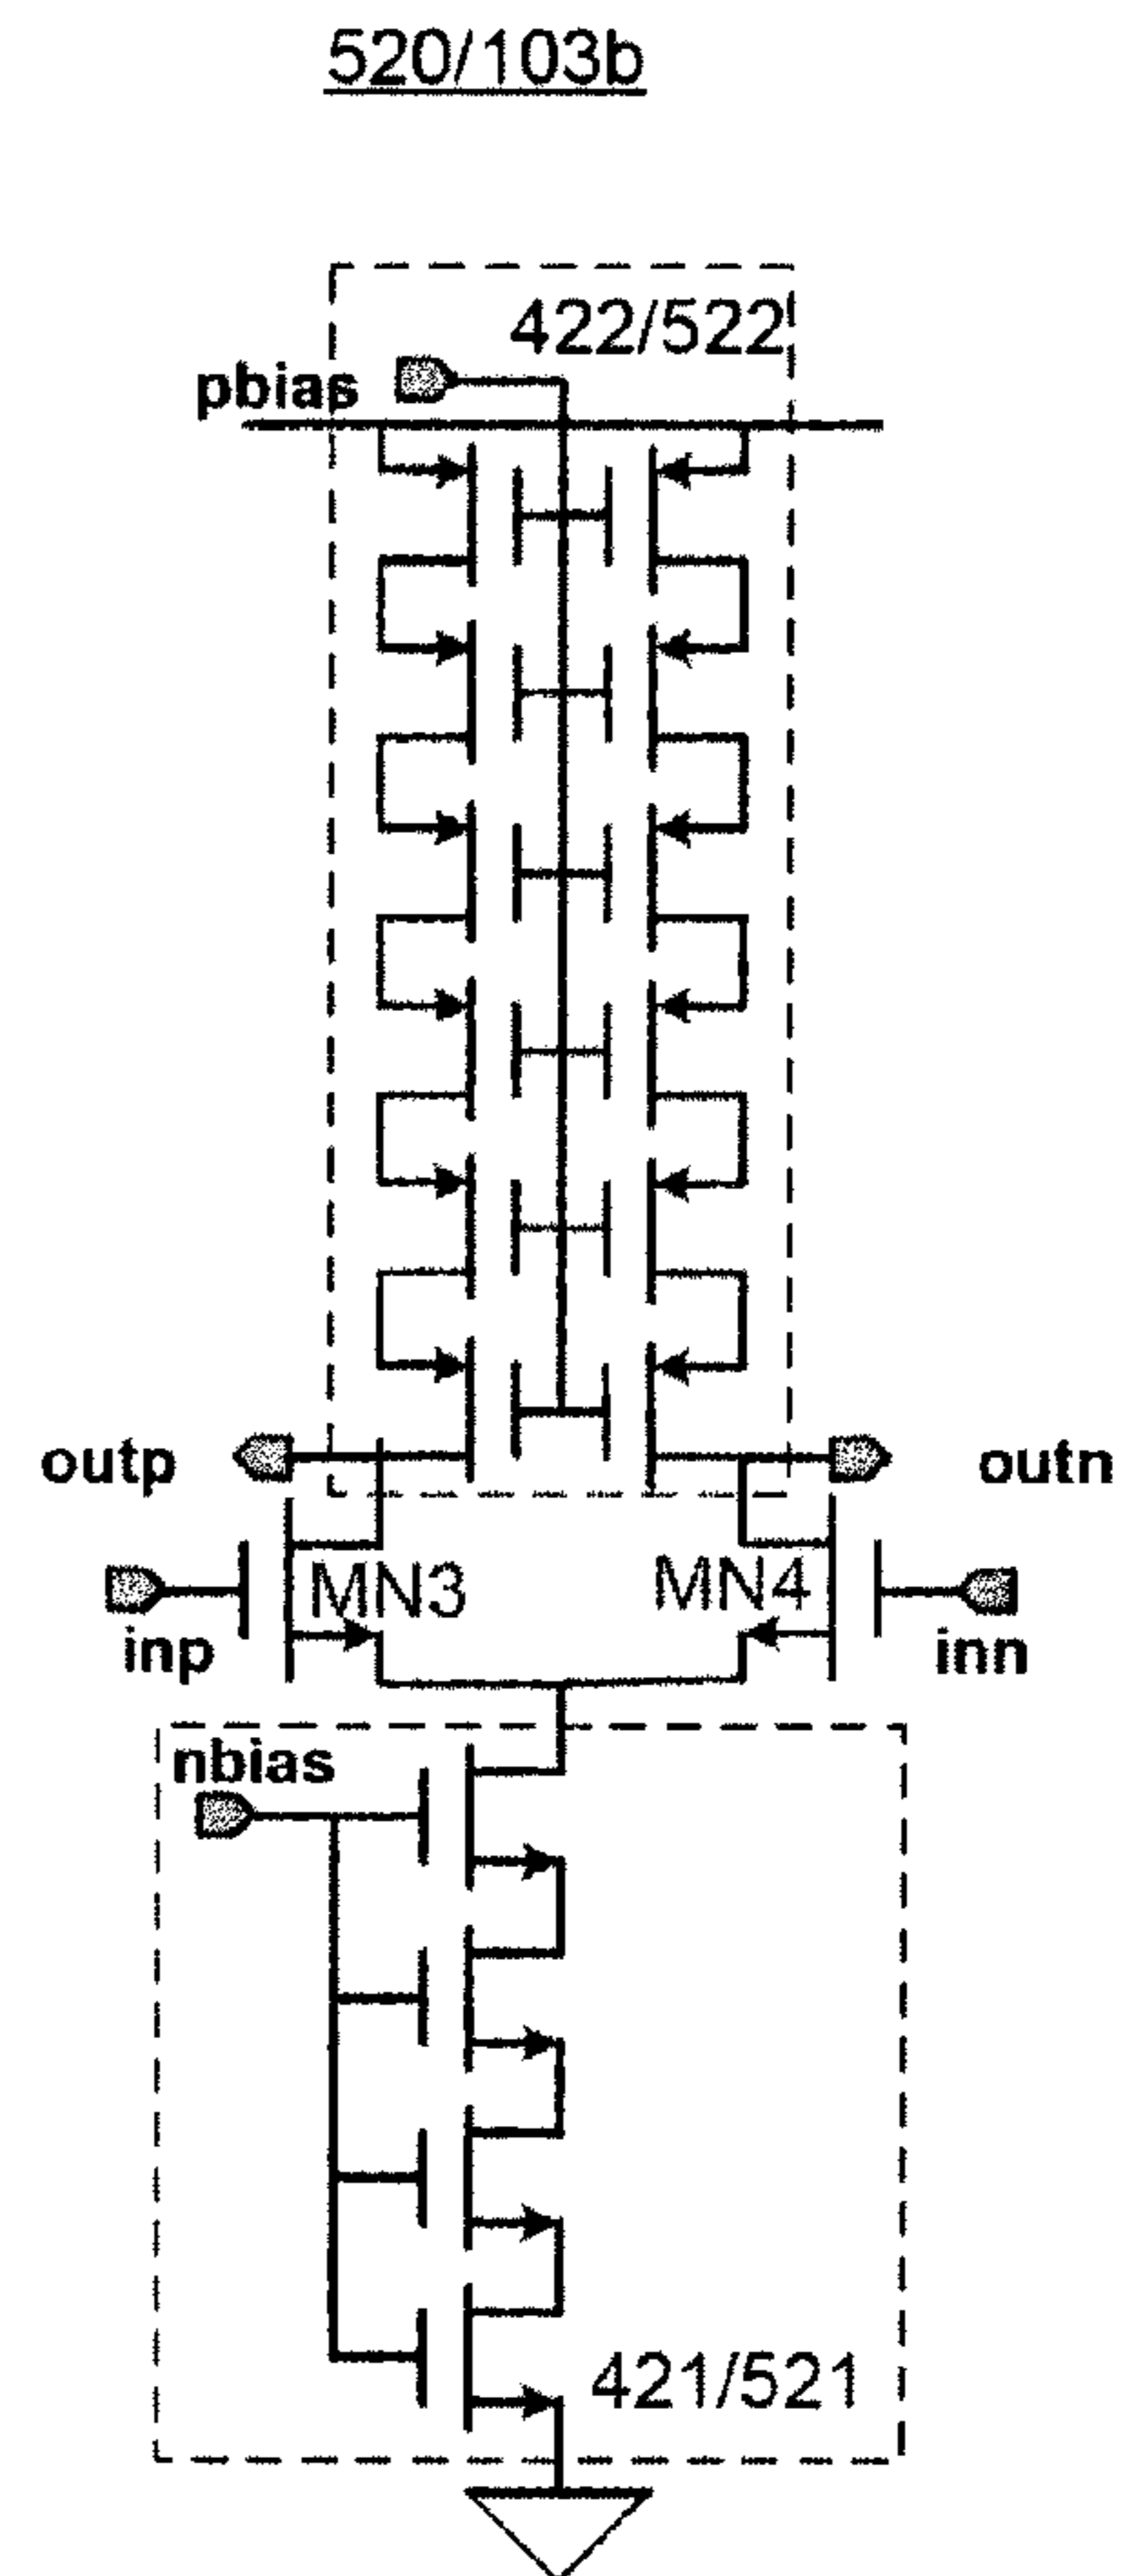 520/103b
422/522
pbias
outp
outn
MN3
MN4
inp
inn
nbias
421/521